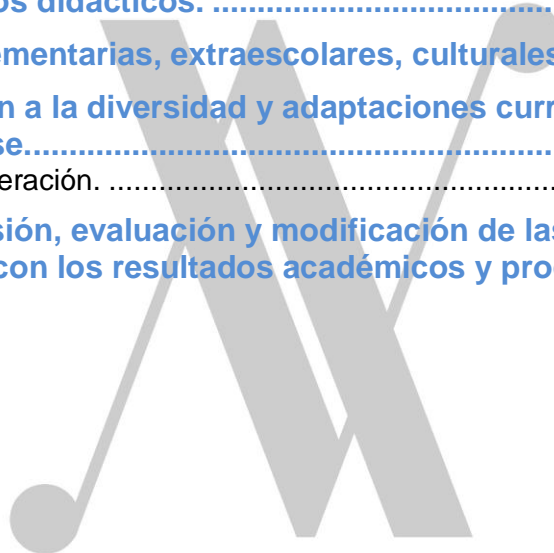 os didácticos. ..........................................
ementarias, extraescolares, culturales
n a la diversidad y adaptaciones curr
se.................................................................
eración. .....................................................
sión, evaluación y modificación de las
con los resultados académicos y pro